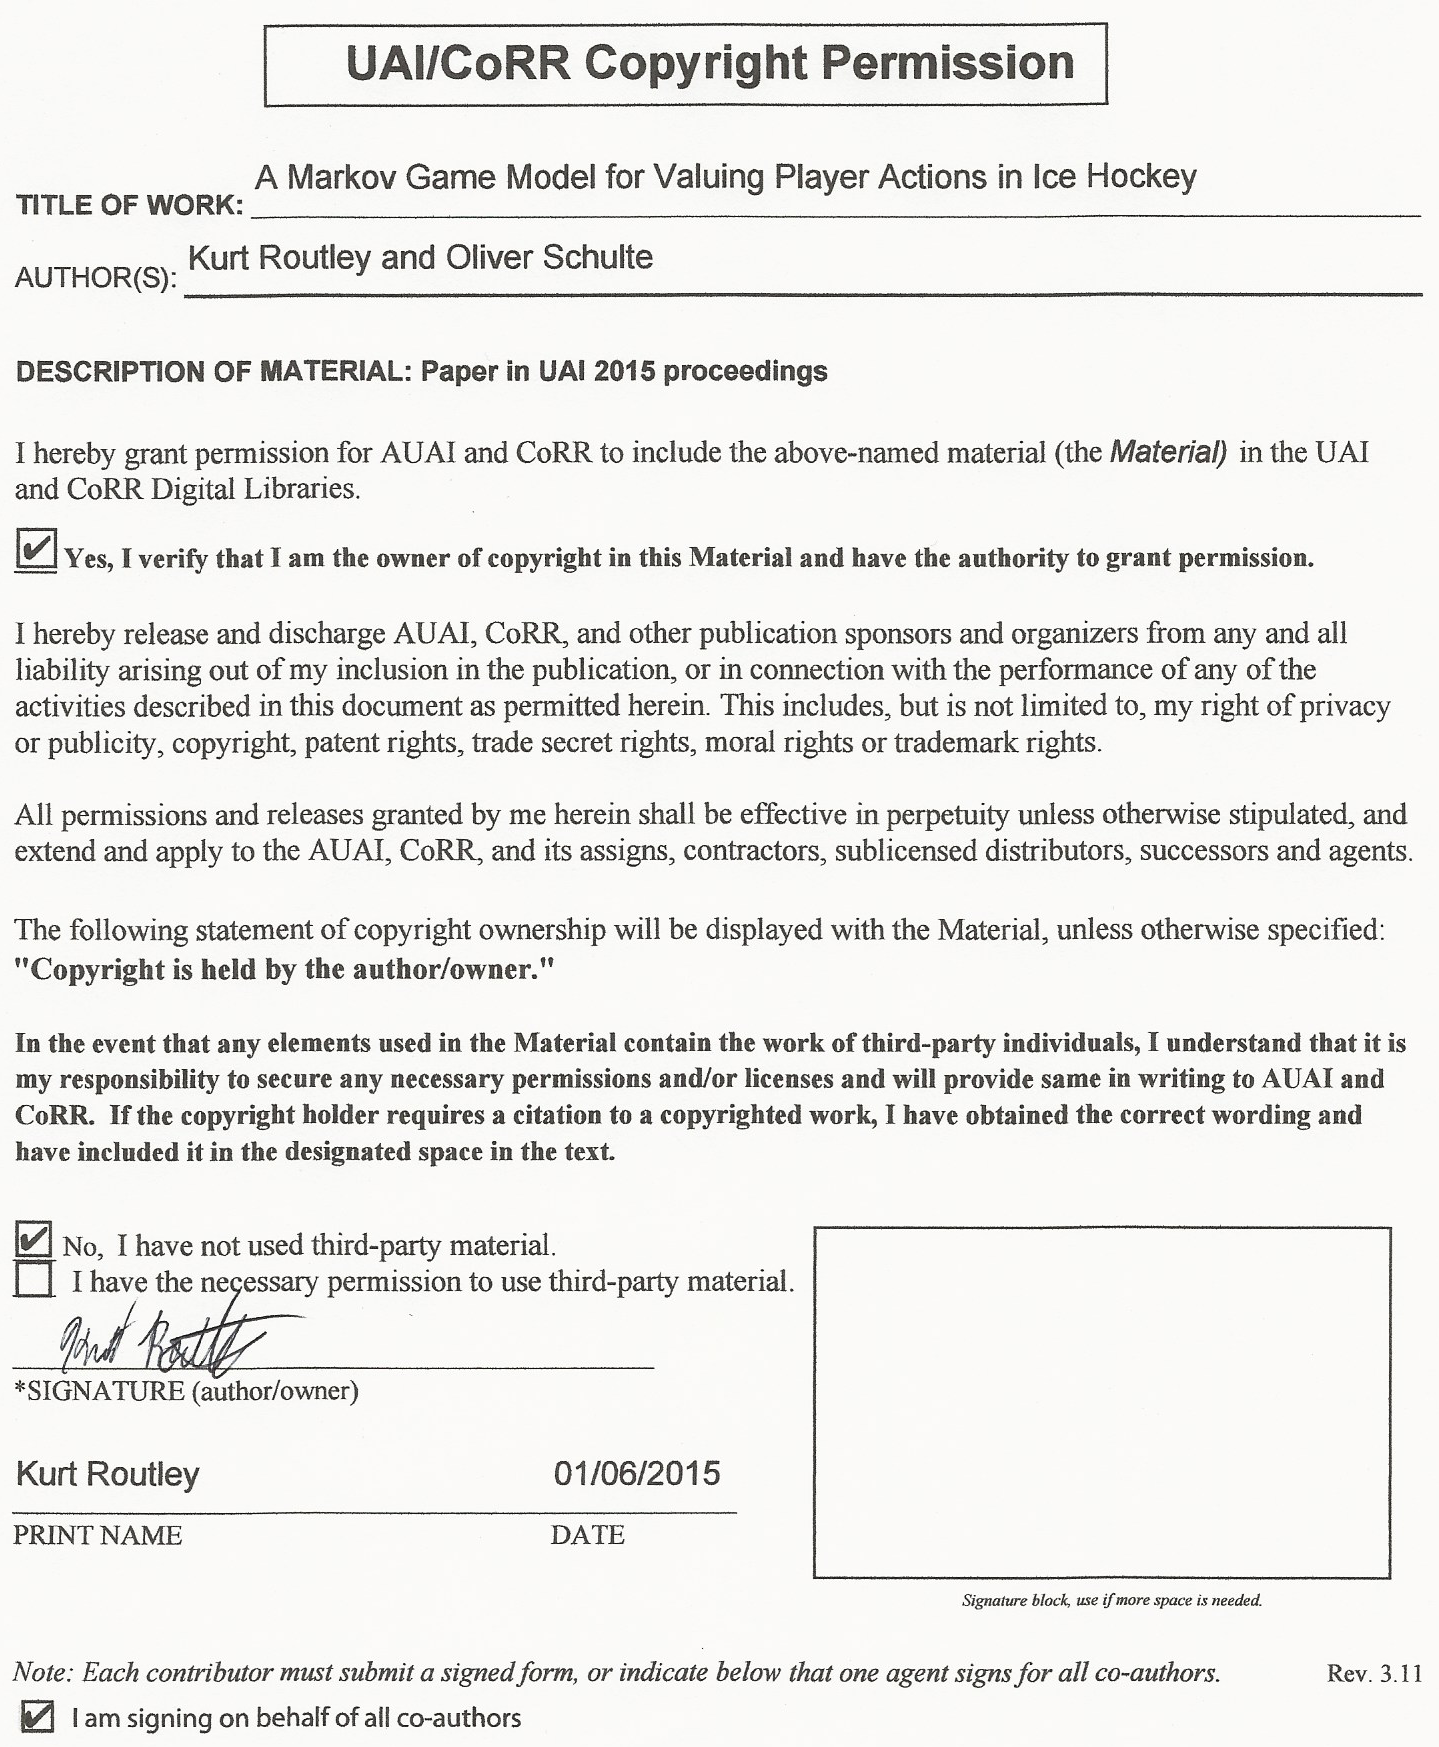 UAI/CoRR Copyright Permission
TITLE OF WORK: A Markov Game Model for Valuing Player Actions in Ice Hockey
AUTHOR(S): Kurt Routley and Oliver Schulte
DESCRIPTION OF MATERIAL: Paper in UAI 2015 proceedings
I hereby grant permission for AUAI and CoRR to include the above-named material (the Material) in the UAI
and CoRR Digital Libraries.
Yes, I verify that I am the owner of copyright in this Material and have the authority to grant permission.
I hereby release and discharge AUAI, CoRR, and other publication sponsors and organizers from any and all
liability arising out of my inclusion in the publication, or in connection with the performance of any of the
activities described in this document as permitted herein. This includes, but is not limited to, my right of privacy
or publicity, copyright, patent rights, trade secret rights, moral rights or trademark rights.
All permissions and releases granted by me herein shall be effective in perpetuity unless otherwise stipulated, and
extend and apply to the AUAI, CoRR, and its assigns, contractors, sublicensed distributors, successors and agents.
The following statement of copyright ownership will be displayed with the Material, unless otherwise specified:
"Copyright is held by the author/owner."
In the event that any elements used in the Material contain the work of third-party individuals, I understand that it is
my responsibility to secure any necessary permissions and/or licenses and will provide same in writing to AUAI and
CoRR. If the copyright holder requires a citation to a copyrighted work, I have obtained the correct wording and
have included it in the designated space in the text.
No, I have not used third-party material.
I have the necessary permission to use third-party material.
*SIGNATURE (author/owner)
Kurt Routley 01/06/2015
PRINT NAME DATE
Signature block, use if more space is needed.
Note: Each contributor must submit a signed form, or indicate below that one agent signs for all co-authors. Rev. 3.11
I am signing on behalf of all co-authors